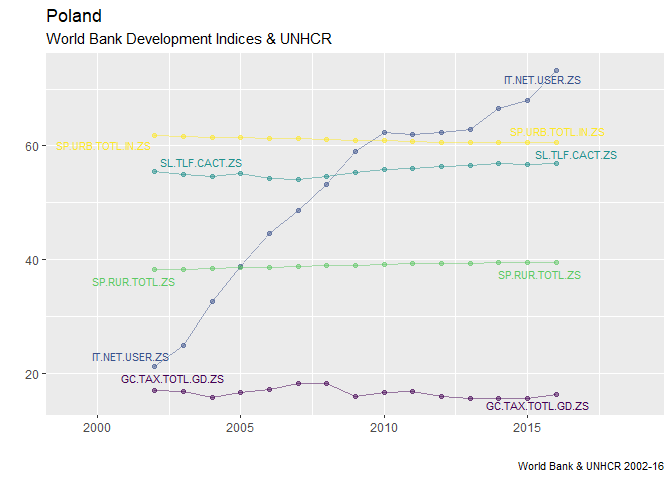 Poland
World Bank Development Indices & UNHCR
IT.NET.USER.ZS
SP.URB.TOTL.IN.ZS
60
SP.URB.TOTL.IN.ZS
SL.TLF.CACT.ZS
SL.TLF.CACT.ZS
40
SP.RUR.TOTL.ZS
SP.RUR.TOTL.ZS
IT.NET.USER.ZS
20
GC.TAX.TOTL.GD.ZS
GC.TAX.TOTL.GD.ZS
2000 2005 2010 2015
World Bank & UNHCR 2002-16